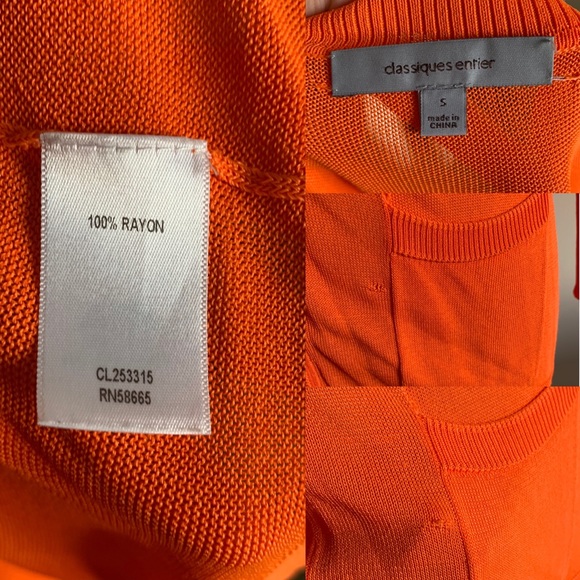 100% RAYON
CL253315
RN58665
classiques entier
S
made in
CHINA